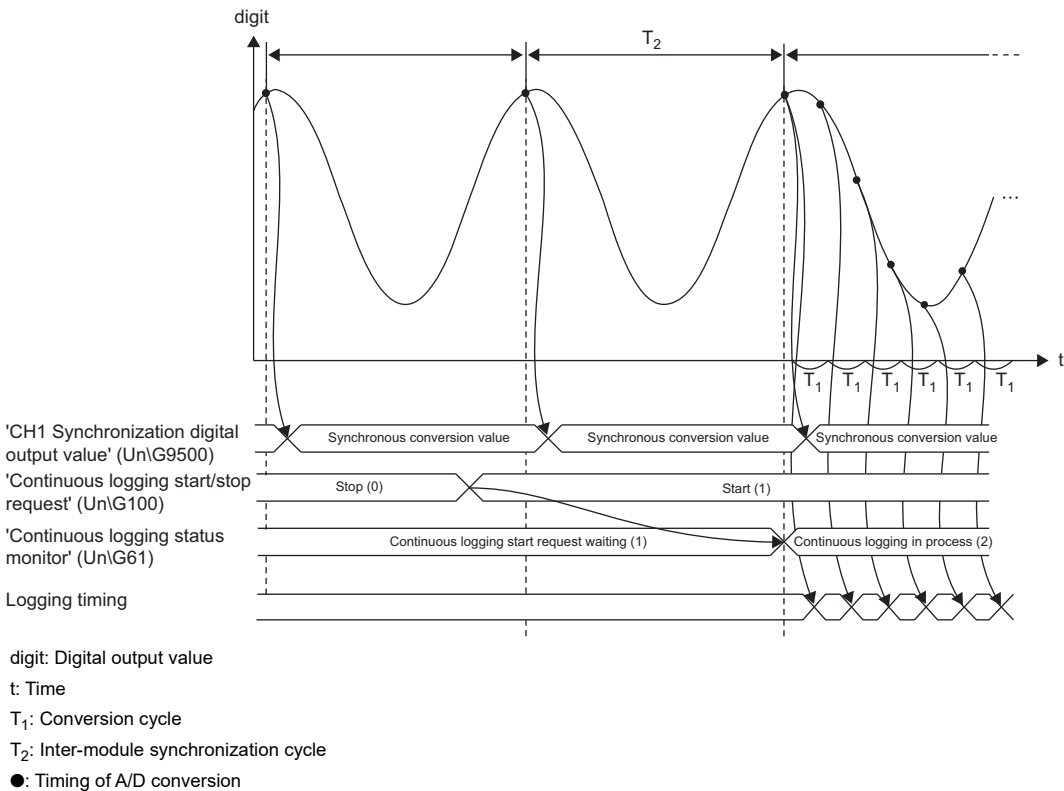 digit
T2
...
t
T1 T1 T1 T1 T1 T1
'CH1 Synchronization digital
output value' (Un\G9500)
Synchronous conversion value Synchronous conversion value Synchronous conversion value
'Continuous logging start/stop
request' (Un\G100)
Stop (0) Start (1)
'Continuous logging status
monitor' (Un\G61)
Continuous logging start request waiting (1) Continuous logging in process (2)
Logging timing
digit: Digital output value
t: Time
T1: Conversion cycle
T2: Inter-module synchronization cycle
●: Timing of A/D conversion